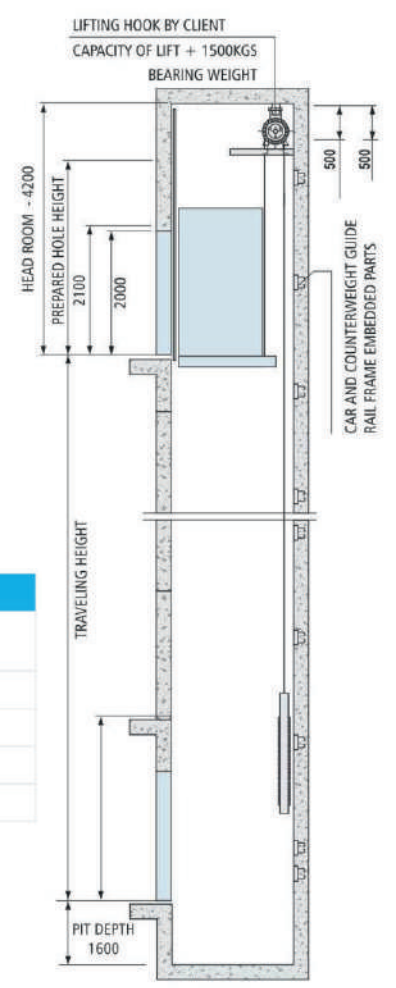 LIFTING HOOK BY CLIENT
CAPACITY OF LIFT + 1500KGS
BEARING WEIGHT
HEAD ROOM - 4200
PREPARED HOLE HEIGHT
2100
2000
500
500
CAR AND COUNTERWEIGHT GUIDE
RAIL FRAME EMBEDDED PARTS
TRAVELING HEIGHT
PIT DEPTH
1600